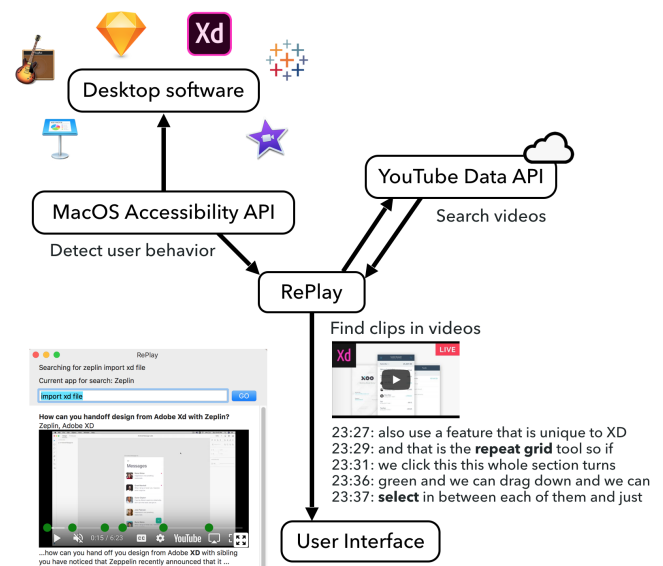 Xd
Desktop software
YouTube Data API
MacOS Accessibility API
Search videos
Detect user behavior
RePlay
Find clips in videos
Xd
LIVE
23:27: also use a feature that is unique to XD
23:29: and that is the repeat grid tool so if
23:31: we click this this whole section turns
23:36: green and we can drag down and we can
23:37: select in between each of them and just
User Interface
RePlay
Searching for zeplin import xd file
Current app for search: Zeplin
import xd file
GO
How can you handoff design from Adobe Xd with Zeplin?
Zeplin, Adobe XD
Messages
0:15 / 6:23
CC
YouTube
...how can you hand off you design from Adobe XD with sibling
you have noticed that Zeppelin recently announced that it ...